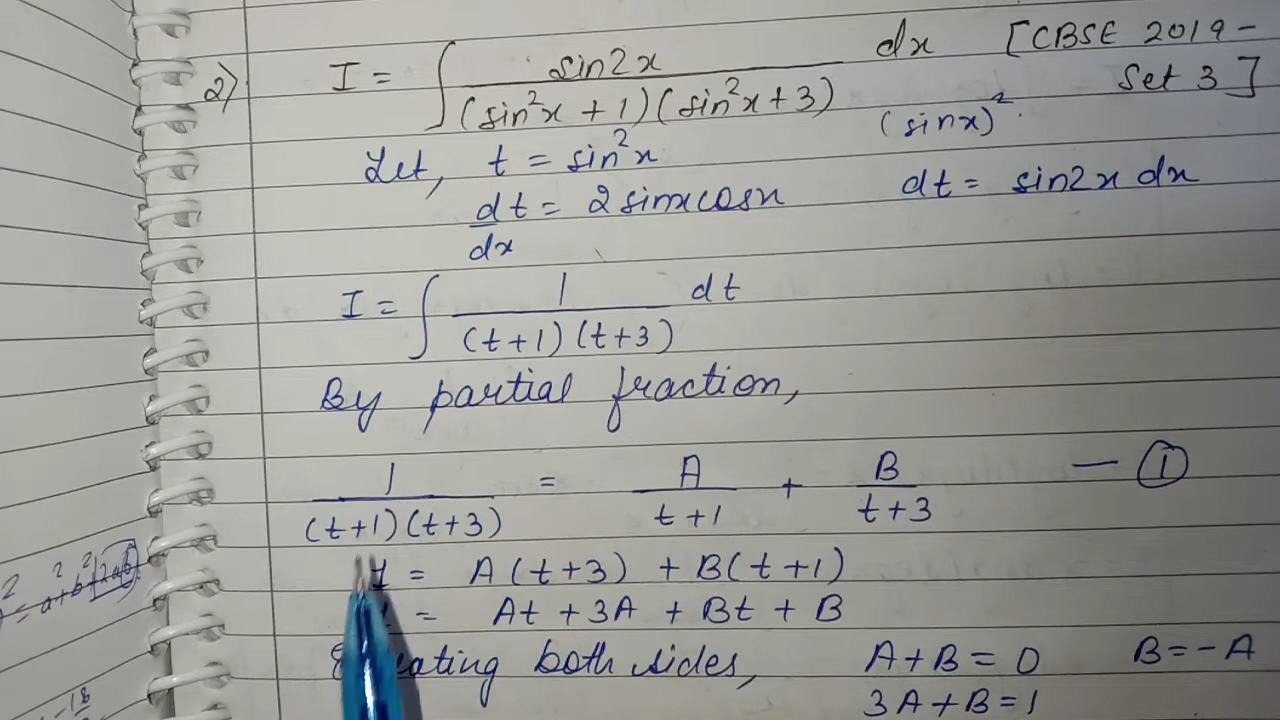 2) I = ∫ sin2x / (sin²x + 1)(sin²x + 3) dx [CBSE 2019 - Set 3]
(sinx)²
Let, t = sin²x
dt/dx = 2 sinx cosx dt = sin2x dx
I = ∫ 1 / (t+1)(t+3) dt
By partial fraction,
1 / (t+1)(t+3) = A / t+1 + B / t+3 — ①
1 = A(t+3) + B(t+1)
= At + 3A + Bt + B
both sides, A+B = 0 B = -A
3A+B = 1